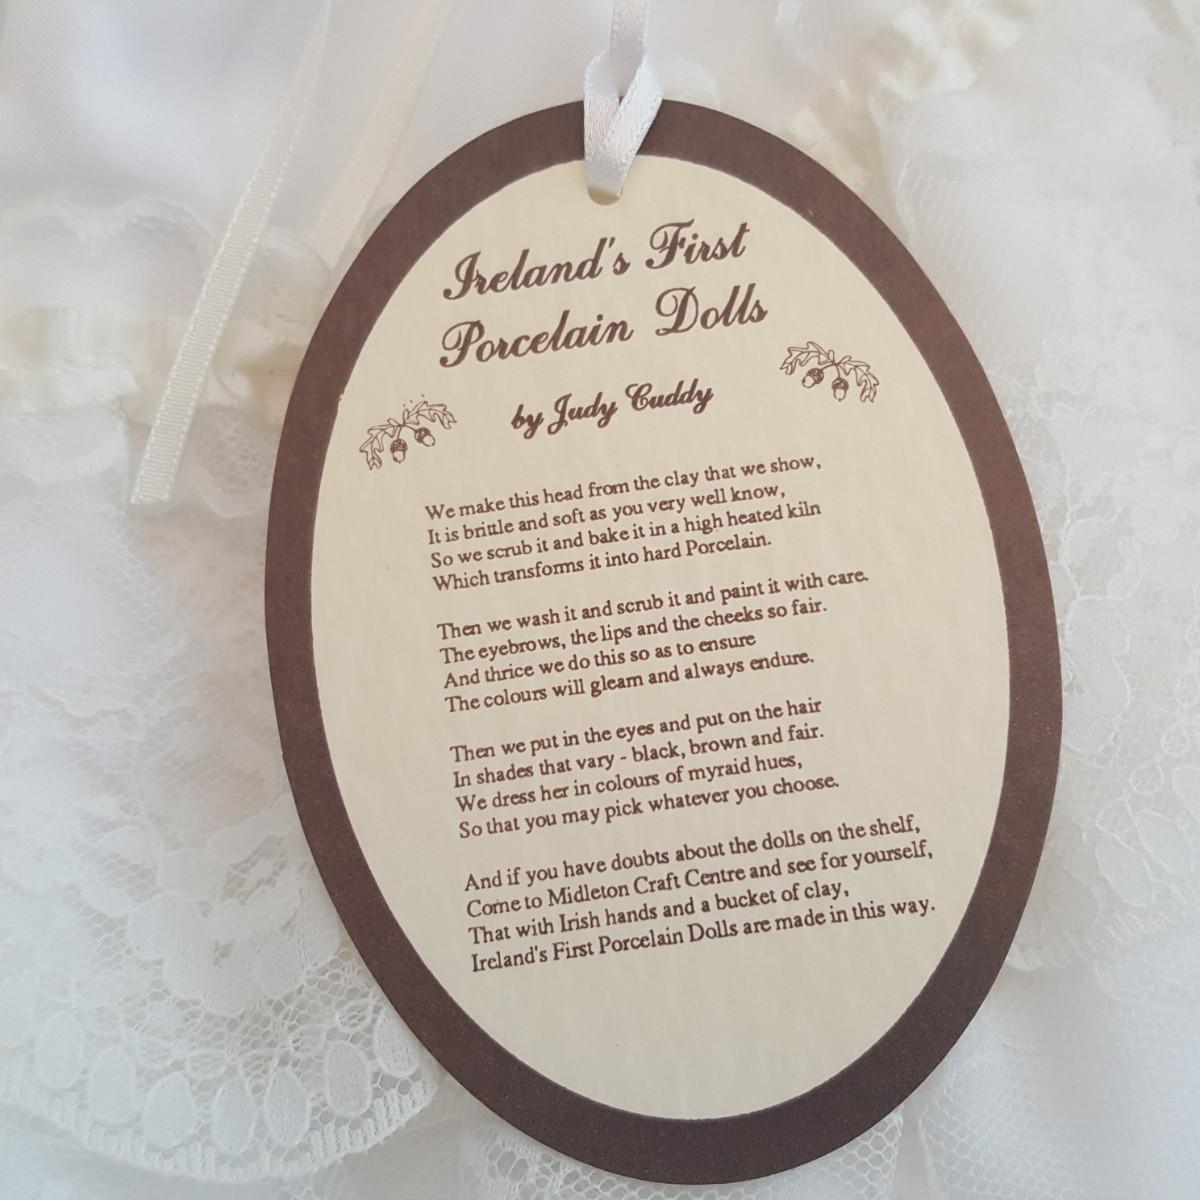 Ireland's First
Porcelain Dolls
by Judy Cuddy
We make this head from the clay that we show,
It is brittle and soft as you very well know,
So we scrub it and bake it in a high heated kiln
Which transforms it into hard Porcelain.
Then we wash it and scrub it and paint it with care.
The eyebrows, the lips and the cheeks so fair.
And thrice we do this so as to ensure
The colours will gleam and always endure.
Then we put in the eyes and put on the hair
In shades that vary - black, brown and fair.
We dress her in colours of myraid hues,
So that you may pick whatever you choose.
And if you have doubts about the dolls on the shelf,
Come to Midleton Craft Centre and see for yourself,
That with Irish hands and a bucket of clay,
Ireland's First Porcelain Dolls are made in this way.